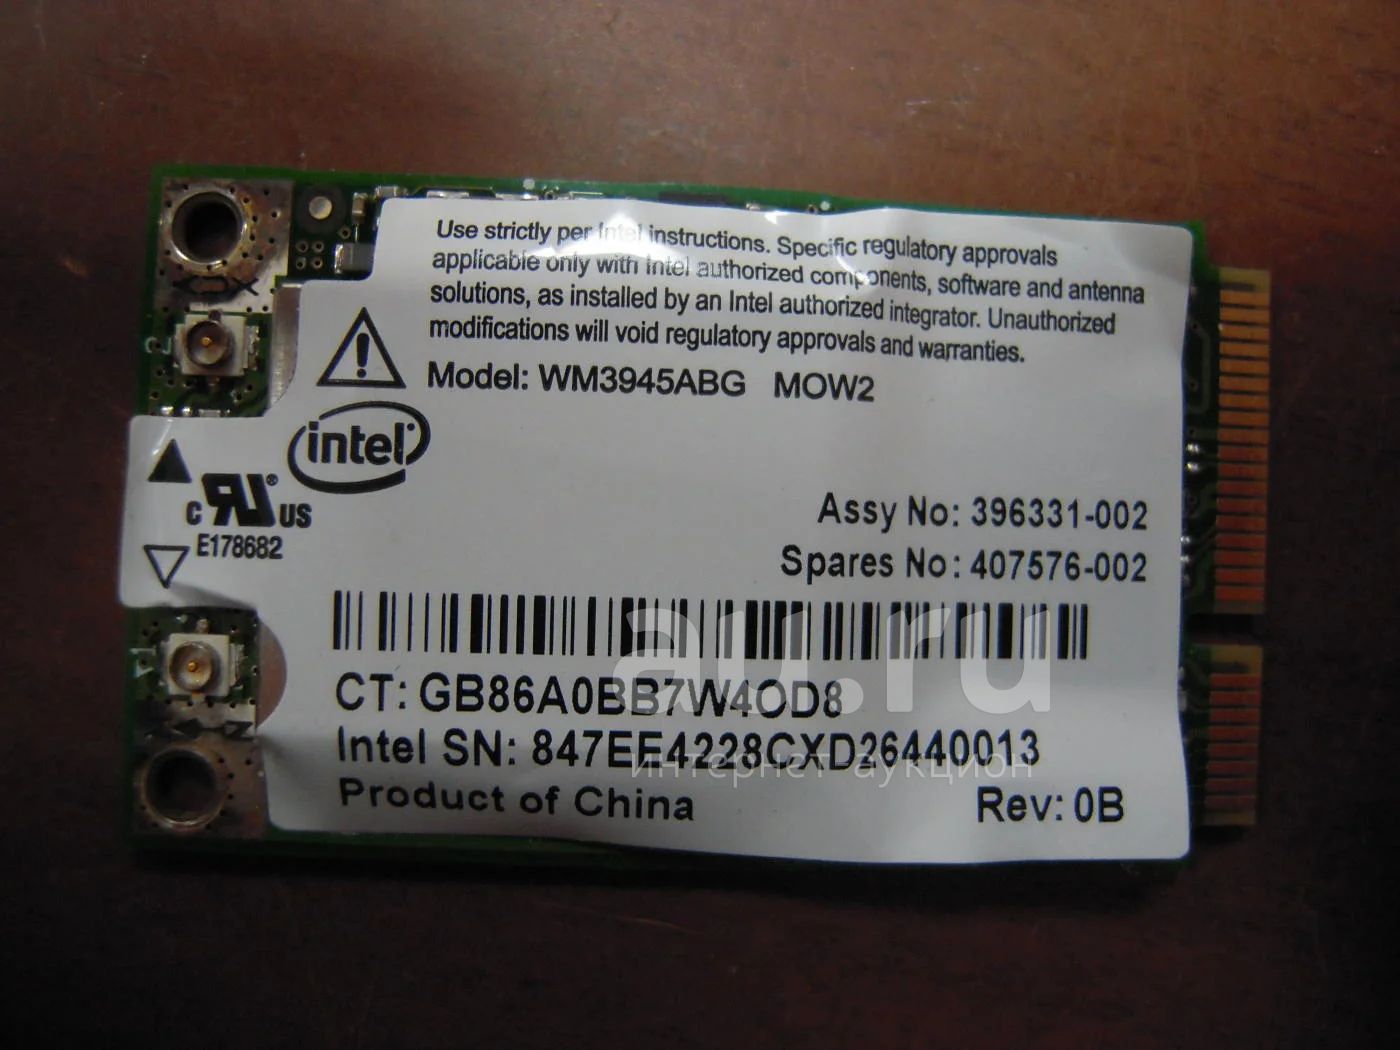 Use strictly per Intel instructions. Specific regulatory approvals
applicable only with Intel authorized components, software and antenna
solutions, as installed by an Intel authorized integrator. Unauthorized
modifications will void regulatory approvals and warranties.
Model: WM3945ABG MOW2
intel
C RU US
E178682
Assy No: 396331-002
Spares No: 407576-002
CT: GB86A0BB7W4OD8
Intel SN: 847EE4228CXD26440013
Product of China
Rev: 0B
au.ru
интернет аукцион